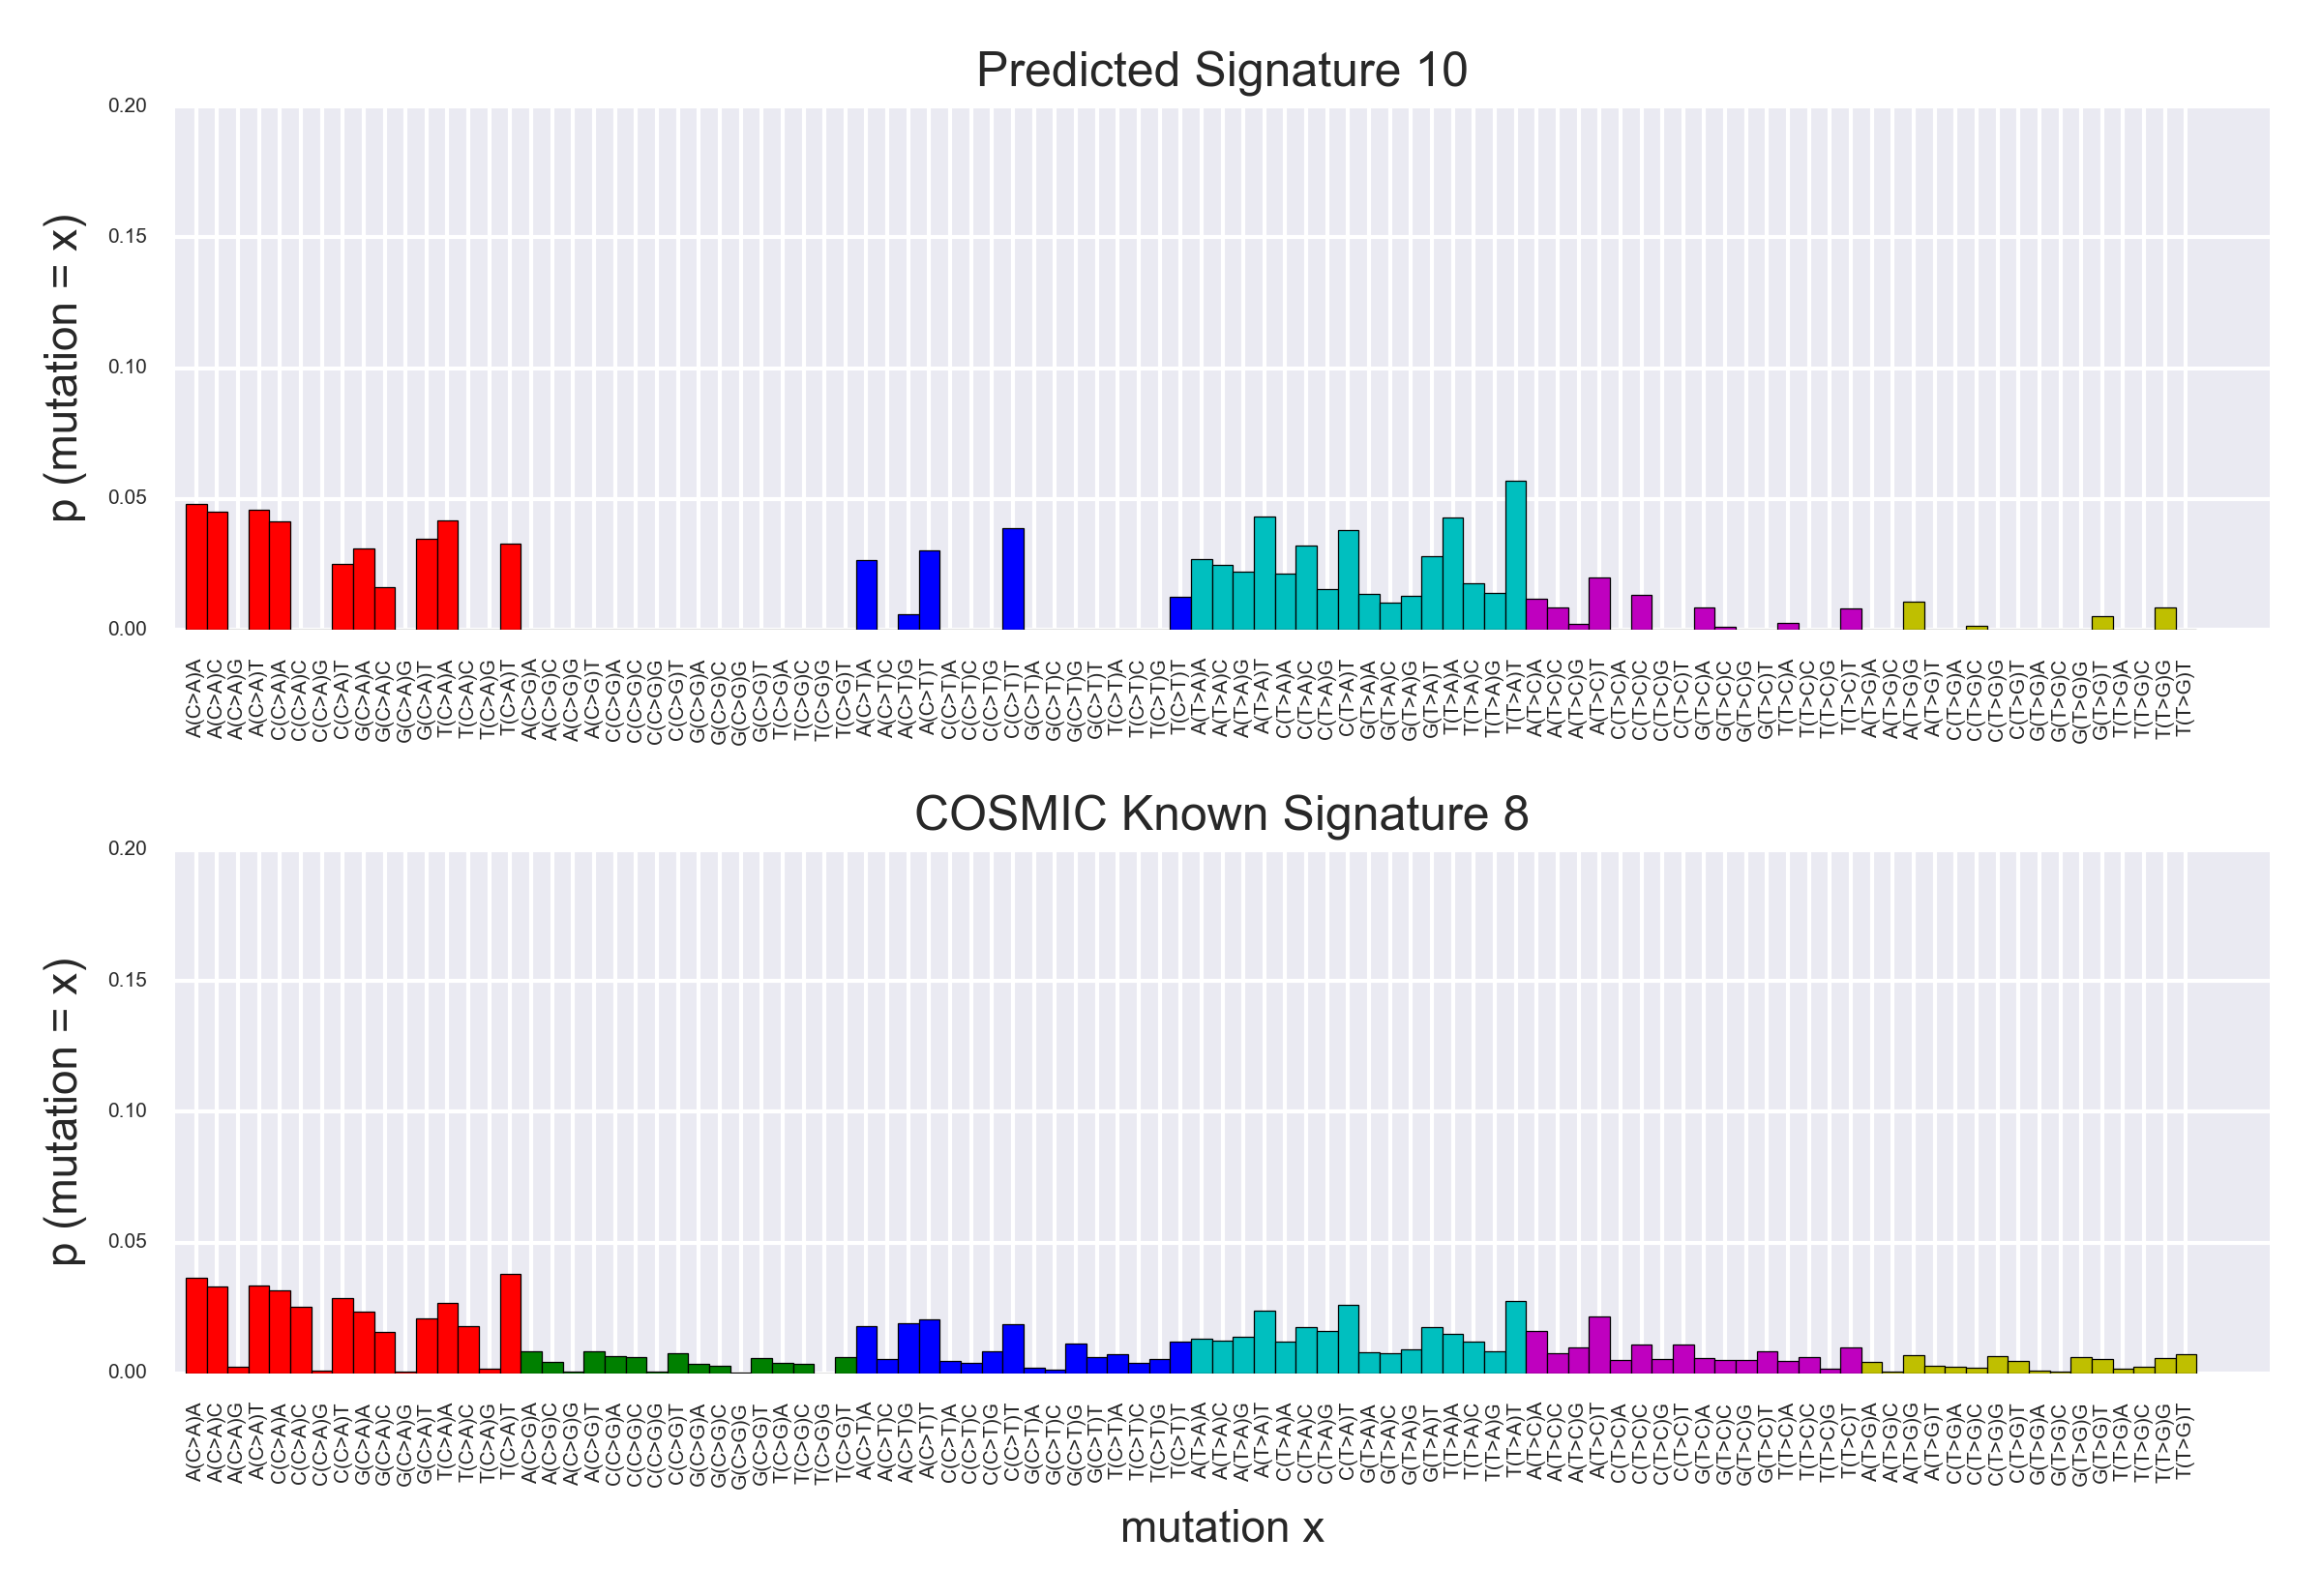 Predicted Signature 10
0.20
0.15
0.10
0.05
0.00
p (mutation = x)
A(C>A)A A(C>A)C A(C>A)G A(C>A)T C(C>A)A C(C>A)C C(C>A)G C(C>A)T G(C>A)A G(C>A)C G(C>A)G G(C>A)T T(C>A)A T(C>A)C T(C>A)G T(C>A)T A(C>G)A A(C>G)C A(C>G)G A(C>G)T C(C>G)A C(C>G)C C(C>G)G C(C>G)T G(C>G)A G(C>G)C G(C>G)G G(C>G)T T(C>G)A T(C>G)C T(C>G)G T(C>G)T A(C>T)A A(C>T)C A(C>T)G A(C>T)T C(C>T)A C(C>T)C C(C>T)G C(C>T)T G(C>T)A G(C>T)C G(C>T)G G(C>T)T T(C>T)A T(C>T)C T(C>T)G T(C>T)T A(T>A)A A(T>A)C A(T>A)G A(T>A)T C(T>A)A C(T>A)C C(T>A)G C(T>A)T G(T>A)A G(T>A)C G(T>A)G G(T>A)T T(T>A)A T(T>A)C T(T>A)G T(T>A)T A(T>C)A A(T>C)C A(T>C)G A(T>C)T C(T>C)A C(T>C)C C(T>C)G C(T>C)T G(T>C)A G(T>C)C G(T>C)G G(T>C)T T(T>C)A T(T>C)C T(T>C)G T(T>C)T A(T>G)A A(T>G)C A(T>G)G A(T>G)T C(T>G)A C(T>G)C C(T>G)G C(T>G)T G(T>G)A G(T>G)C G(T>G)G G(T>G)T T(T>G)A T(T>G)C T(T>G)G T(T>G)T
COSMIC Known Signature 8
0.20
0.15
0.10
0.05
0.00
p (mutation = x)
A(C>A)A A(C>A)C A(C>A)G A(C>A)T C(C>A)A C(C>A)C C(C>A)G C(C>A)T G(C>A)A G(C>A)C G(C>A)G G(C>A)T T(C>A)A T(C>A)C T(C>A)G T(C>A)T A(C>G)A A(C>G)C A(C>G)G A(C>G)T C(C>G)A C(C>G)C C(C>G)G C(C>G)T G(C>G)A G(C>G)C G(C>G)G G(C>G)T T(C>G)A T(C>G)C T(C>G)G T(C>G)T A(C>T)A A(C>T)C A(C>T)G A(C>T)T C(C>T)A C(C>T)C C(C>T)G C(C>T)T G(C>T)A G(C>T)C G(C>T)G G(C>T)T T(C>T)A T(C>T)C T(C>T)G T(C>T)T A(T>A)A A(T>A)C A(T>A)G A(T>A)T C(T>A)A C(T>A)C C(T>A)G C(T>A)T G(T>A)A G(T>A)C G(T>A)G G(T>A)T T(T>A)A T(T>A)C T(T>A)G T(T>A)T A(T>C)A A(T>C)C A(T>C)G A(T>C)T C(T>C)A C(T>C)C C(T>C)G C(T>C)T G(T>C)A G(T>C)C G(T>C)G G(T>C)T T(T>C)A T(T>C)C T(T>C)G T(T>C)T A(T>G)A A(T>G)C A(T>G)G A(T>G)T C(T>G)A C(T>G)C C(T>G)G C(T>G)T G(T>G)A G(T>G)C G(T>G)G G(T>G)T T(T>G)A T(T>G)C T(T>G)G T(T>G)T
mutation x